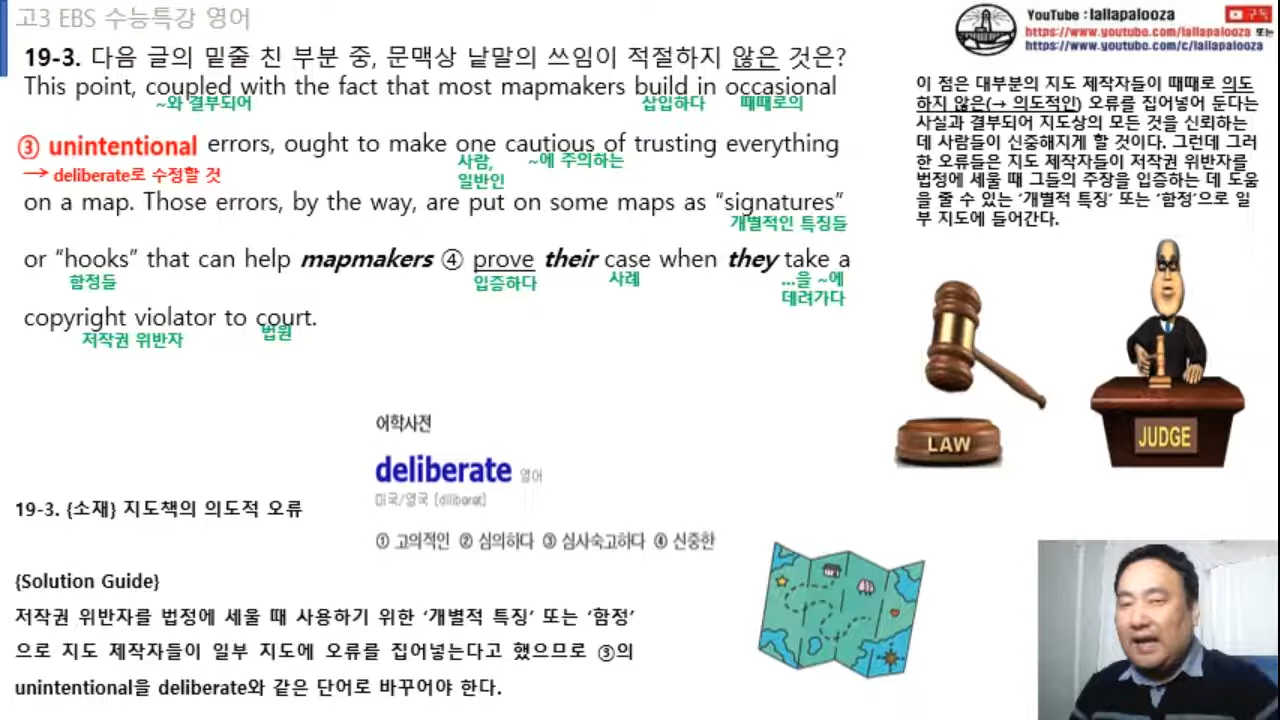 고3 EBS 수능특강 영어
19-3. 다음 글의 밑줄 친 부분 중, 문맥상 낱말의 쓰임이 적절하지 않은 것은?
This point, coupled with the fact that most mapmakers build in occasional
~와 결부되어 삽입하다 때때로의
③ unintentional errors, ought to make one cautious of trusting everything
→ deliberate로 수정할 것 사람, 일반인 ~에 주의하는
on a map. Those errors, by the way, are put on some maps as “signatures”
개별적인 특징들
or “hooks” that can help mapmakers ④ prove their case when they take a
함정들 입증하다 사례 ...을 ~에 데려가다
copyright violator to court.
저작권 위반자 법원
YouTube : lallapalooza 구독
https://www.youtube.com/lallapalooza 또는
https://www.youtube.com/c/lallapalooza
이 점은 대부분의 지도 제작자들이 때때로 의도
하지 않은(→ 의도적인) 오류를 집어넣어 둔다는
사실과 결부되어 지도상의 모든 것을 신뢰하는
데 사람들이 신중해지게 할 것이다. 그런데 그러
한 오류들은 지도 제작자들이 저작권 위반자를
법정에 세울 때 그들의 주장을 입증하는 데 도움
을 줄 수 있는 ‘개별적 특징’ 또는 ‘함정’으로 일
부 지도에 들어간다.
LAW
JUDGE
어학사전
deliberate 영어
미국/영국 [dilíbərət]
① 고의적인 ② 심의하다 ③ 심사숙고하다 ④ 신중한
19-3. {소재} 지도책의 의도적 오류
{Solution Guide}
저작권 위반자를 법정에 세울 때 사용하기 위한 ‘개별적 특징’ 또는 ‘함정’
으로 지도 제작자들이 일부 지도에 오류를 집어넣는다고 했으므로 ③의
unintentional을 deliberate와 같은 단어로 바꾸어야 한다.